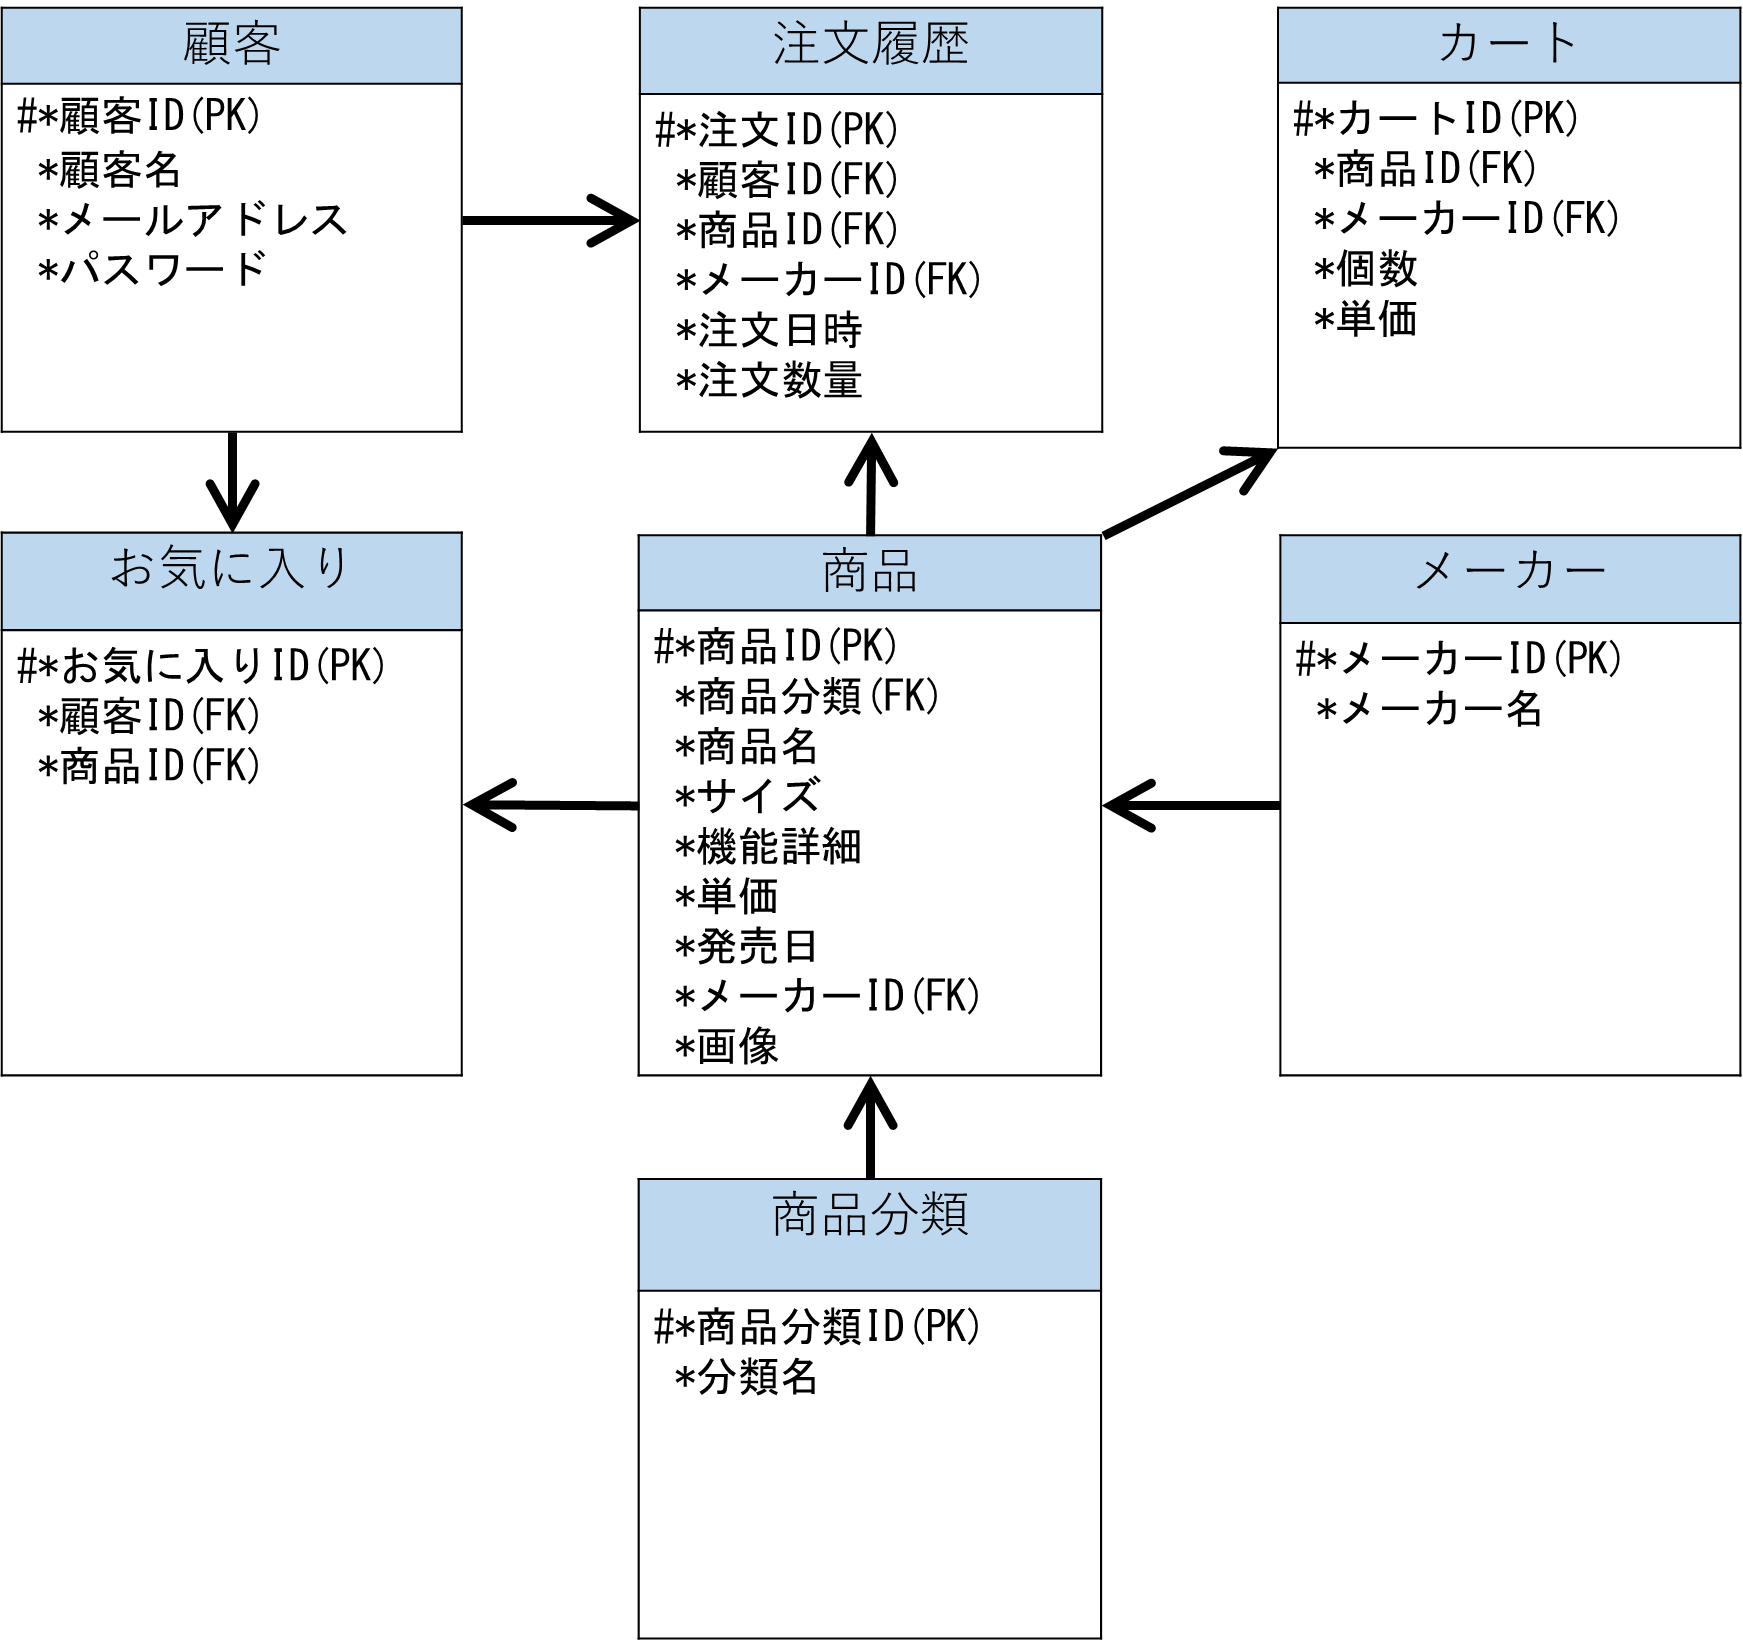 顧客
#*顧客ID(PK)
*顧客名
*メールアドレス
*パスワード
注文履歴
#*注文ID(PK)
*顧客ID(FK)
*商品ID(FK)
*メーカーID(FK)
*注文日時
*注文数量
カート
#*カートID(PK)
*商品ID(FK)
*メーカーID(FK)
*個数
*単価
お気に入り
#*お気に入りID(PK)
*顧客ID(FK)
*商品ID(FK)
商品
#*商品ID(PK)
*商品分類(FK)
*商品名
*サイズ
*機能詳細
*単価
*発売日
*メーカーID(FK)
*画像
メーカー
#*メーカーID(PK)
*メーカー名
商品分類
#*商品分類ID(PK)
*分類名